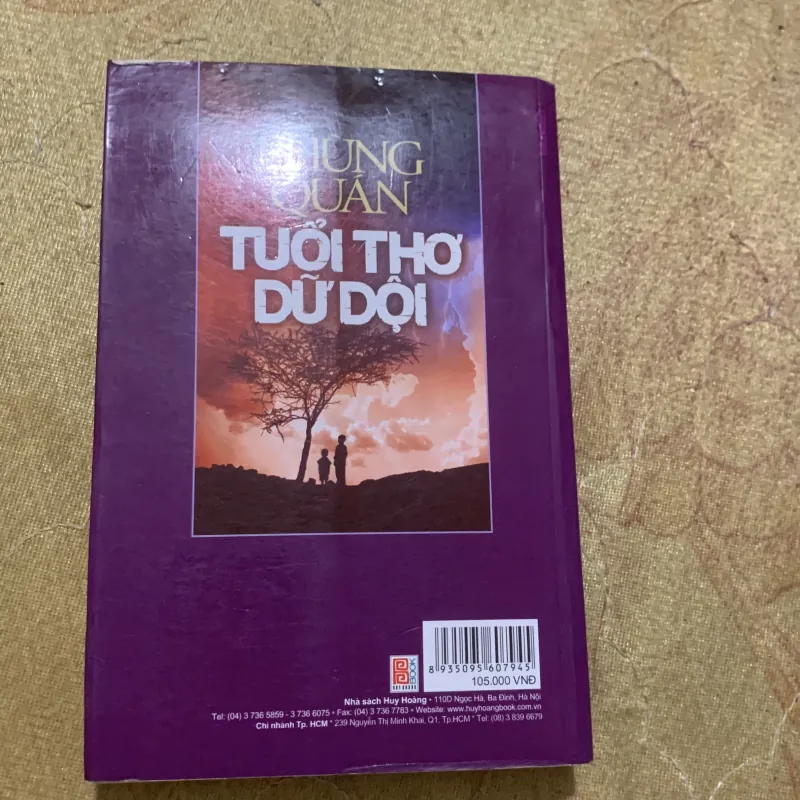 PHÙNG
QUÁN
TUỔI THƠ
DỮ DỘI
BOOK
HUY HOANG
8 935095 607945
105.000 VNĐ
Nhà sách Huy Hoàng • 110D Ngọc Hà, Ba Đình, Hà Nội
Tel: (04) 3 736 5859 - 3 736 6075 • Fax: (04) 3 736 7783 • Website: www.huyhoangbook.com.vn
Chi nhánh Tp. HCM * 239 Nguyễn Thị Minh Khai, Q1. Tp.HCM * Tel: (08) 3 839 6679